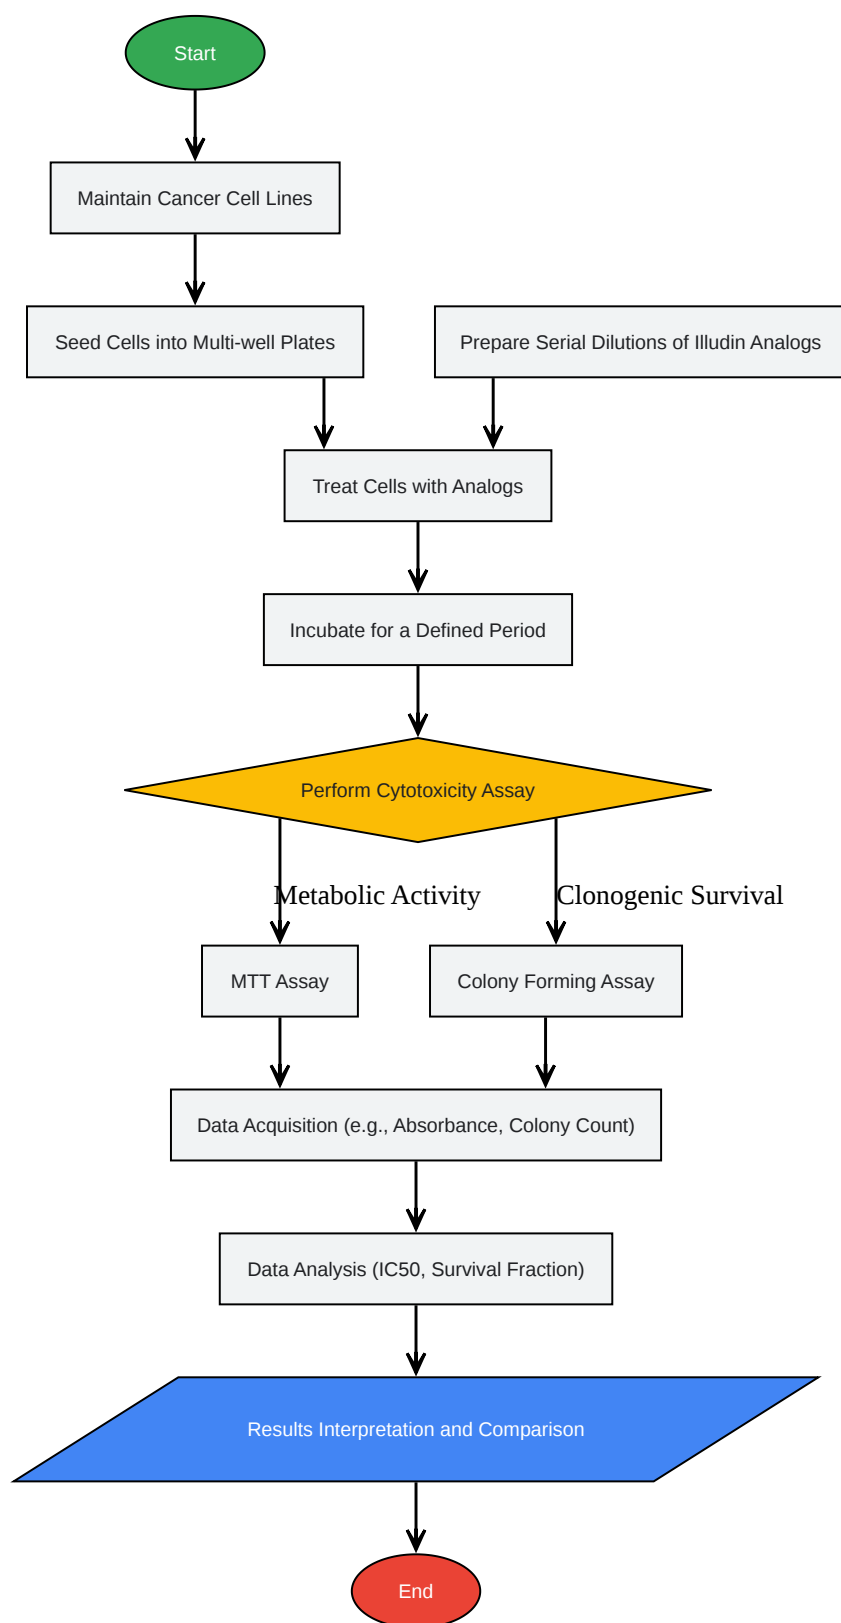 Start
Maintain Cancer Cell Lines
Seed Cells into Multi-well Plates
Prepare Serial Dilutions of Illudin Analogs
Treat Cells with Analogs
Incubate for a Defined Period
Perform Cytotoxicity Assay
Metabolic Activity
Clonogenic Survival
MTT Assay
Colony Forming Assay
Data Acquisition (e.g., Absorbance, Colony Count)
Data Analysis (IC50, Survival Fraction)
Results Interpretation and Comparison
End